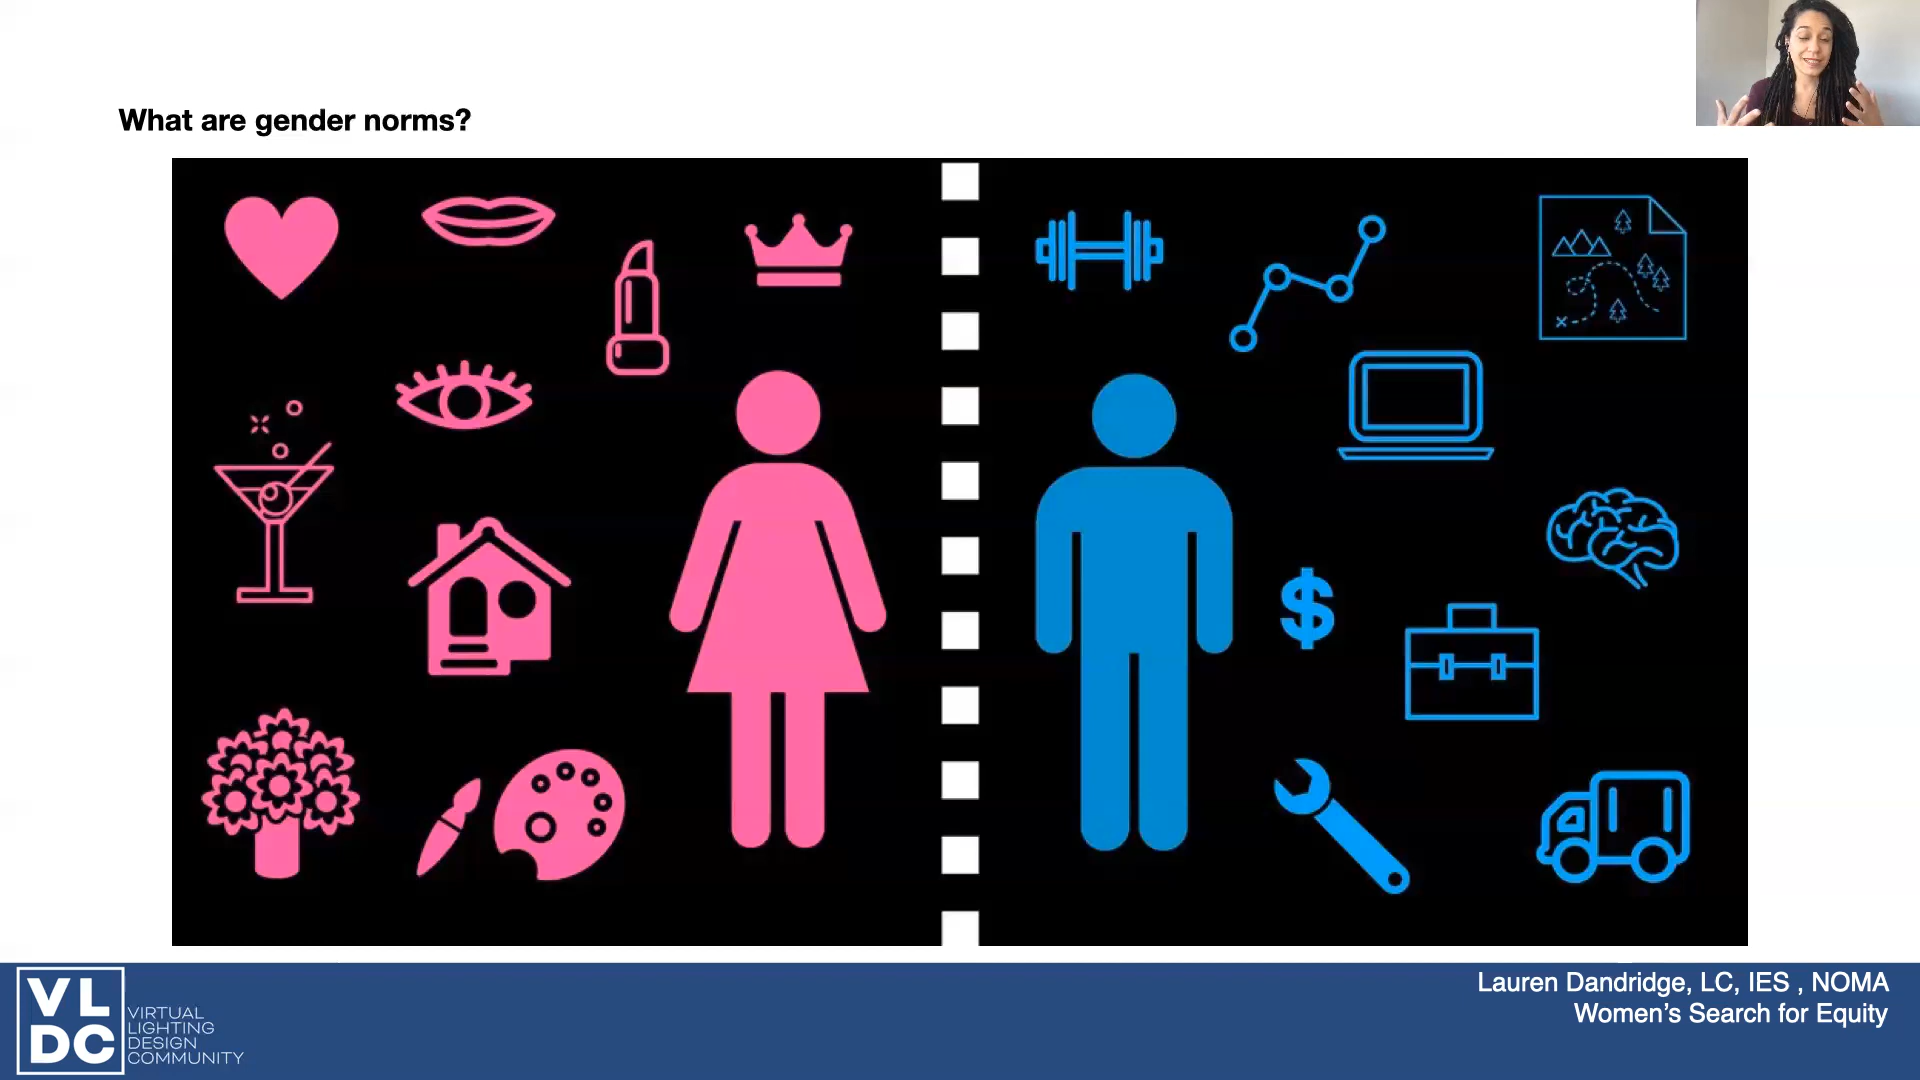 What are gender norms?
$
VL
DC
VIRTUAL
LIGHTING
DESIGN
COMMUNITY
Lauren Dandridge, LC, IES , NOMA
Women's Search for Equity